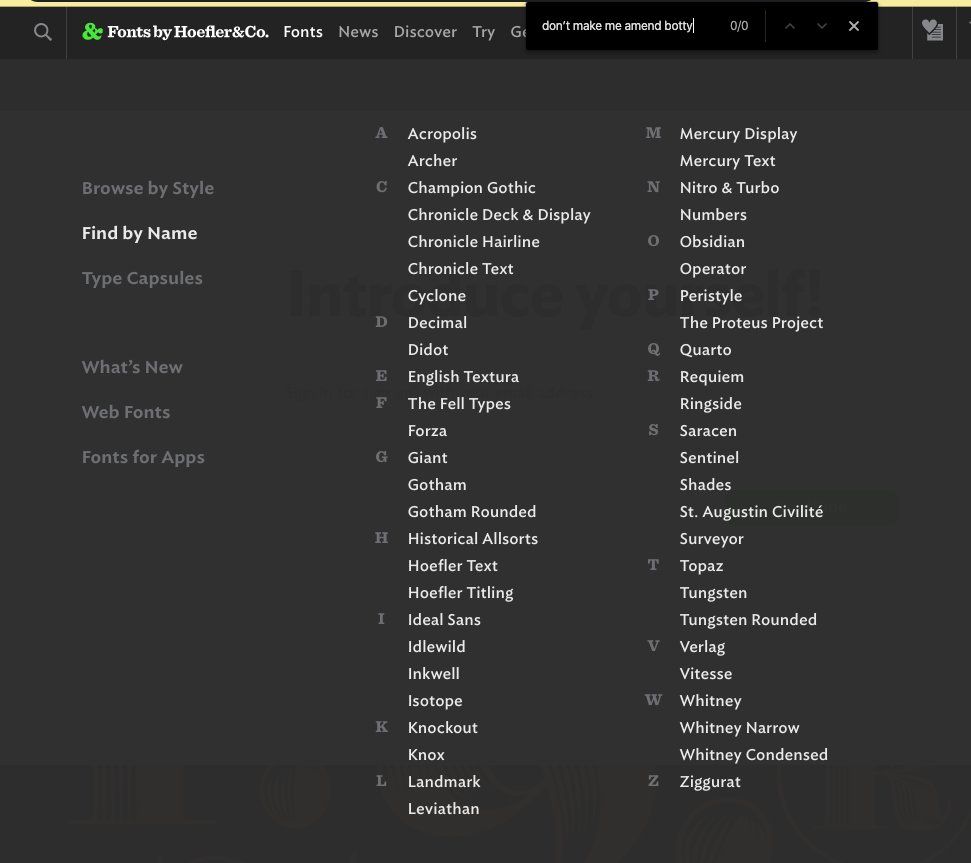 & Fonts by Hoefler&Co. Fonts News Discover Try Ge
don’t make me amend botty 0/0
Browse by Style
Find by Name
Type Capsules
What’s New
Web Fonts
Fonts for Apps
Introduce yourself!
A Acropolis
Archer
C Champion Gothic
Chronicle Deck & Display
Chronicle Hairline
Chronicle Text
Cyclone
D Decimal
Didot
E English Textura
F The Fell Types
Forza
G Giant
Gotham
Gotham Rounded
H Historical Allsorts
Hoefler Text
Hoefler Titling
I Ideal Sans
Idlewild
Inkwell
Isotope
K Knockout
Knox
L Landmark
Leviathan
M Mercury Display
Mercury Text
N Nitro & Turbo
Numbers
O Obsidian
Operator
P Peristyle
The Proteus Project
Q Quarto
R Requiem
Ringside
S Saracen
Sentinel
Shades
St. Augustin Civilité
Surveyor
T Topaz
Tungsten
Tungsten Rounded
V Verlag
Vitesse
W Whitney
Whitney Narrow
Whitney Condensed
Z Ziggurat